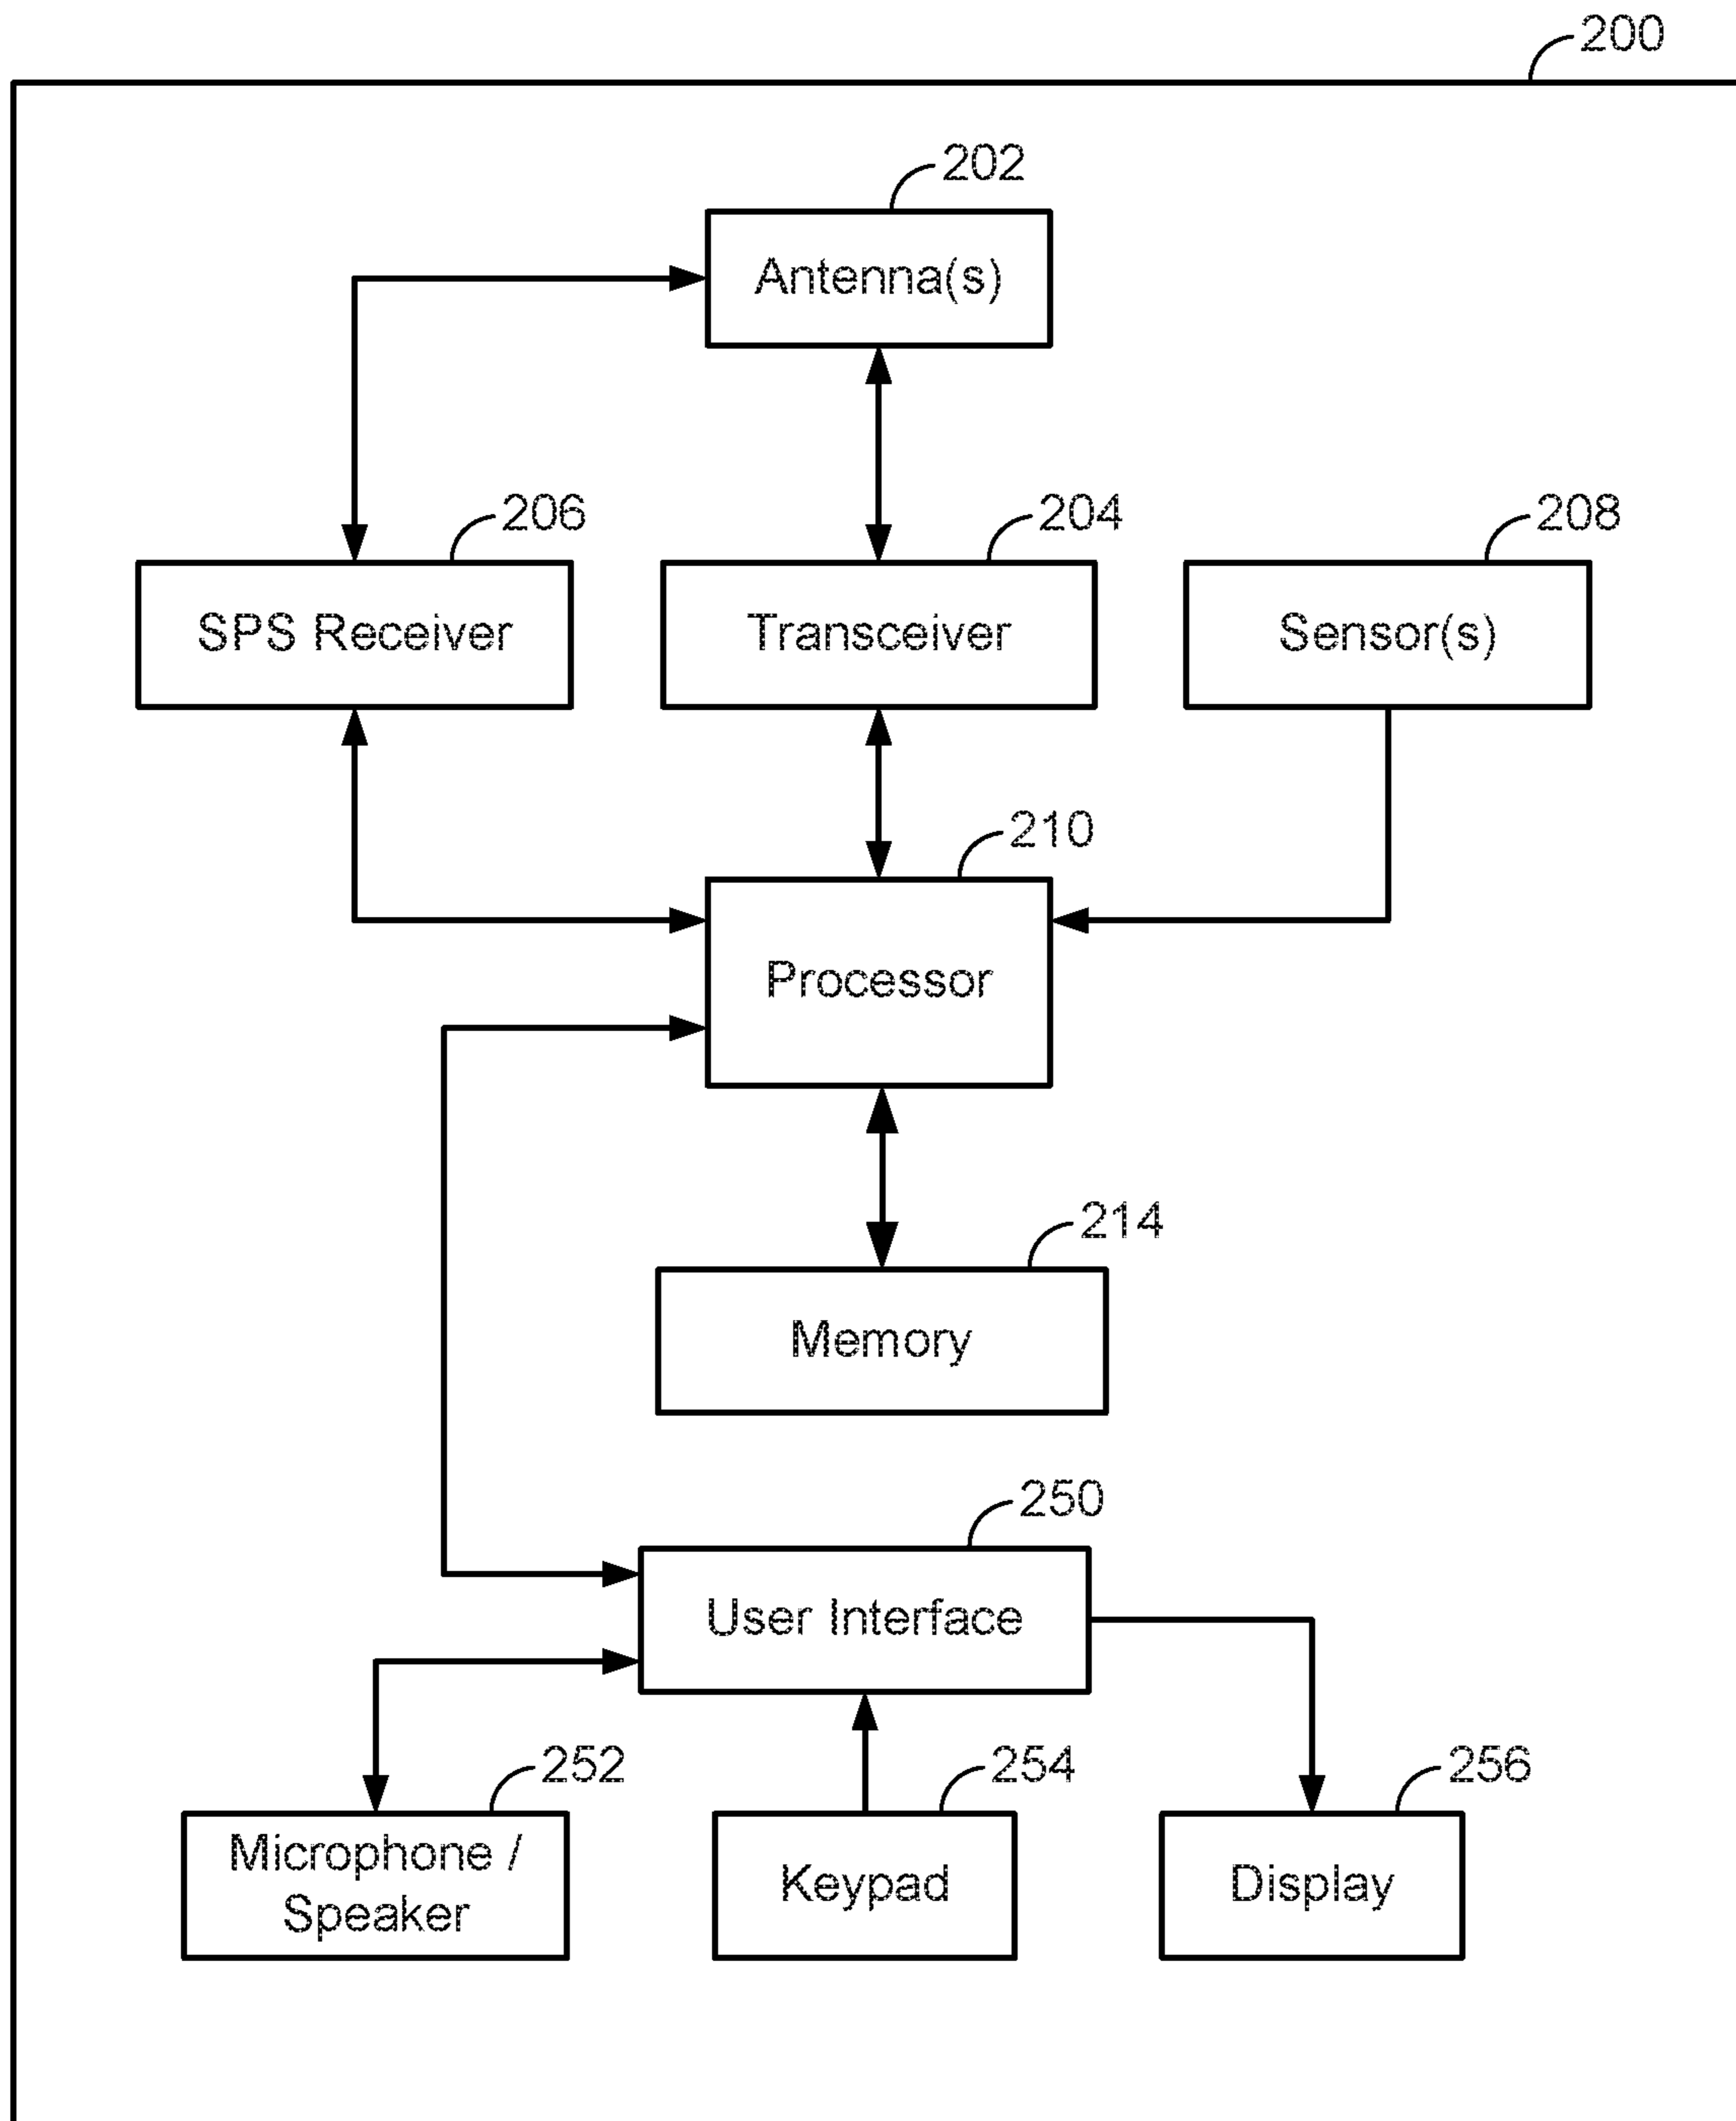 200
202
Antenna(s)
206
204
208
SPS Receiver
Transceiver
Sensor(s)
210
Processor
214
Memory
250
User Interface
252
254
256
Microphone /
Speaker
Keypad
Display